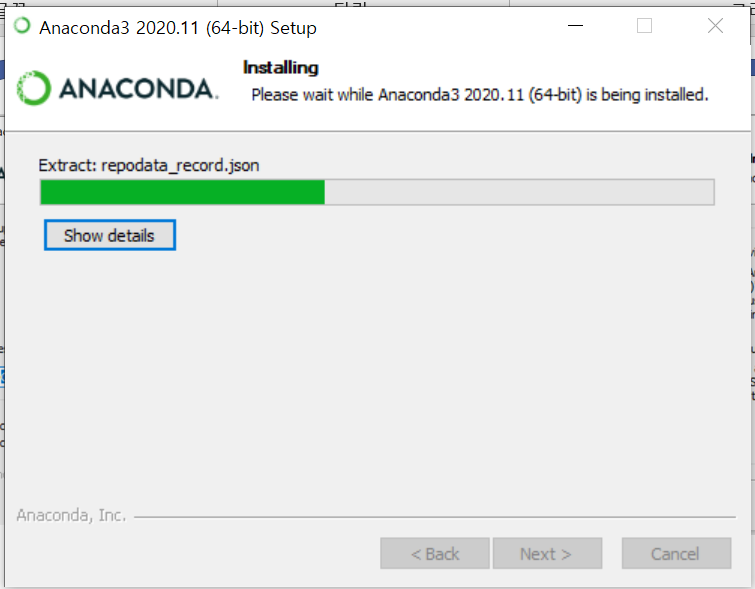 Anaconda3 2020.11 (64-bit) Setup
ANACONDA.
Installing
Please wait while Anaconda3 2020.11 (64-bit) is being installed.
Extract: repodata_record.json
Show details
Anaconda, Inc.
< Back
Next >
Cancel